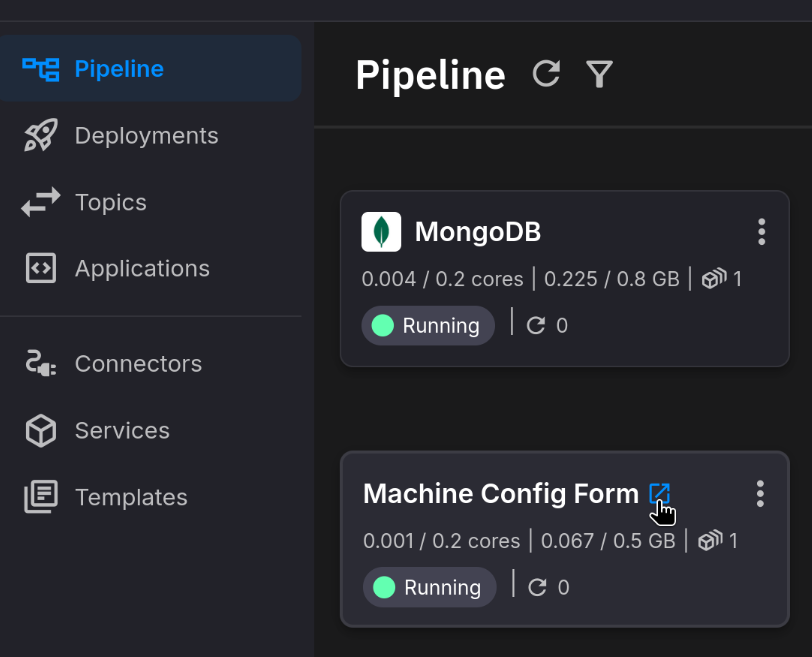 Pipeline
Deployments
Topics
Applications
Connectors
Services
Templates
Pipeline
MongoDB
0.004 / 0.2 cores | 0.225 / 0.8 GB | 1
Running | 0
Machine Config Form
0.001 / 0.2 cores | 0.067 / 0.5 GB | 1
Running | 0